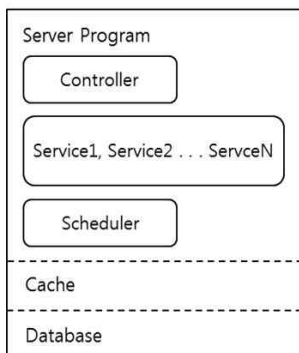 Server Program
Controller
Service1, Service2 . . . ServceN
Scheduler
Cache
Database